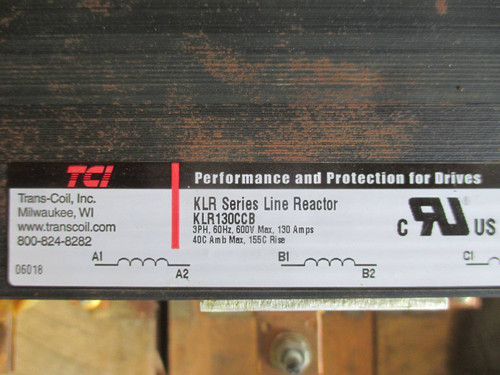 TCI
Performance and Protection for Drives
Trans-Coil, Inc.
Milwaukee, WI
www.transcoil.com
800-824-8282
KLR Series Line Reactor
KLR130CCB
3PH, 60Hz, 600V Max, 130 Amps
40C Amb Max, 155C Rise
C RU US
A1
A2
B1
B2
C1
05018